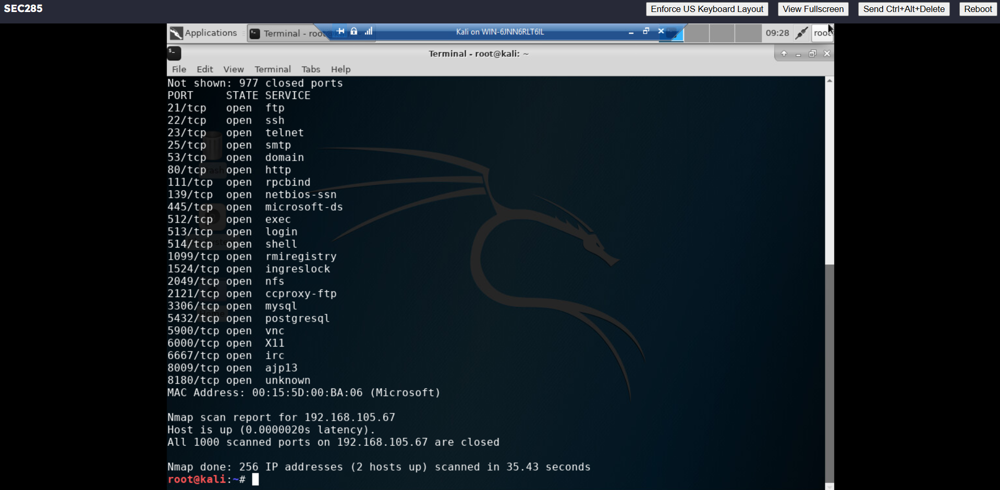 SEC285
Enforce US Keyboard Layout
View Fullscreen
Send Ctrl+Alt+Delete
Reboot
Applications
Terminal - root@
Kali on WIN-6JNN6RLT6IL
09:28
root
Terminal - root@kali: ~
File Edit View Terminal Tabs Help
Not shown: 977 closed ports
PORT STATE SERVICE
21/tcp open ftp
22/tcp open ssh
23/tcp open telnet
25/tcp open smtp
53/tcp open domain
80/tcp open http
111/tcp open rpcbind
139/tcp open netbios-ssn
445/tcp open microsoft-ds
512/tcp open exec
513/tcp open login
514/tcp open shell
1099/tcp open rmiregistry
1524/tcp open ingreslock
2049/tcp open nfs
2121/tcp open ccproxy-ftp
3306/tcp open mysql
5432/tcp open postgresql
5900/tcp open vnc
6000/tcp open X11
6667/tcp open irc
8009/tcp open ajp13
8180/tcp open unknown
MAC Address: 00:15:5D:00:BA:06 (Microsoft)
Nmap scan report for 192.168.105.67
Host is up (0.0000020s latency).
All 1000 scanned ports on 192.168.105.67 are closed
Nmap done: 256 IP addresses (2 hosts up) scanned in 35.43 seconds
root@kali:~#